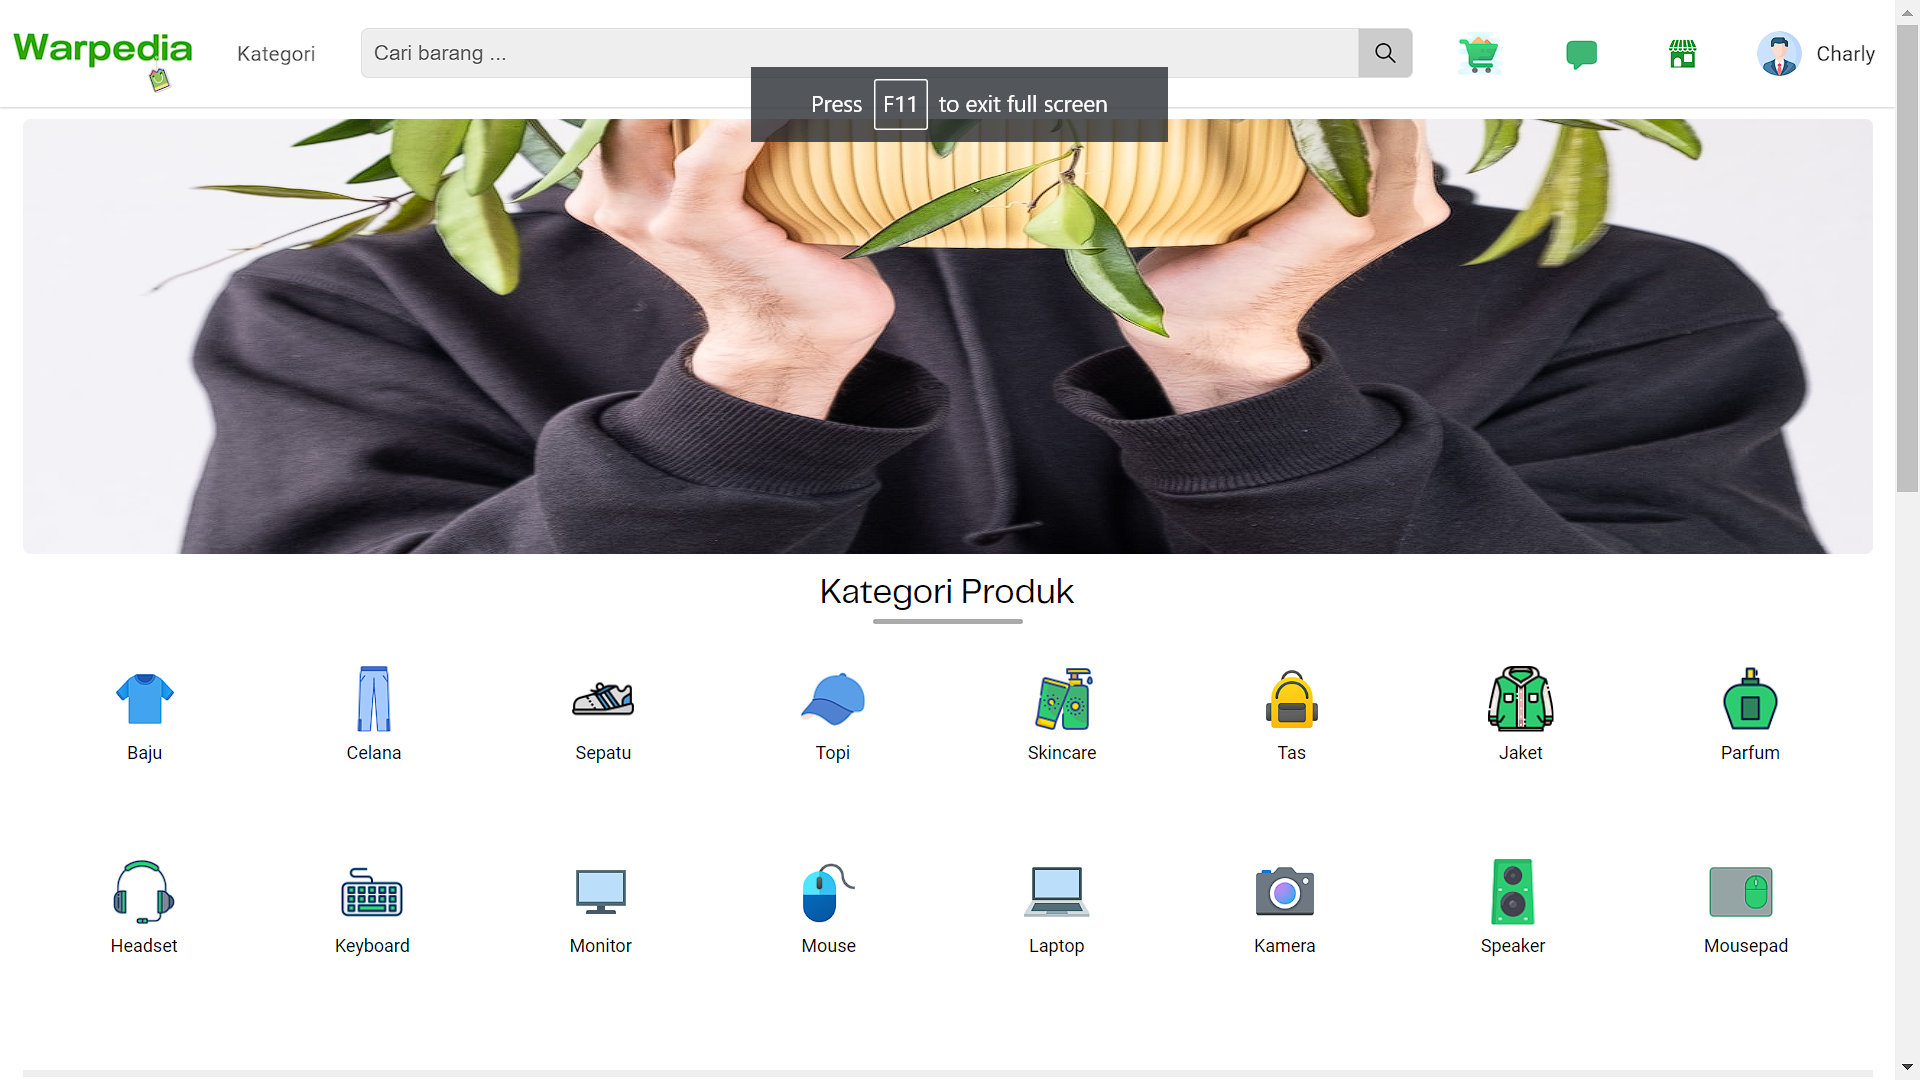 Warpedia
Kategori
Cari barang ...
Charly
Press F11 to exit full screen
Kategori Produk
Baju
Celana
Sepatu
Topi
Skincare
Tas
Jaket
Parfum
Headset
Keyboard
Monitor
Mouse
Laptop
Kamera
Speaker
Mousepad